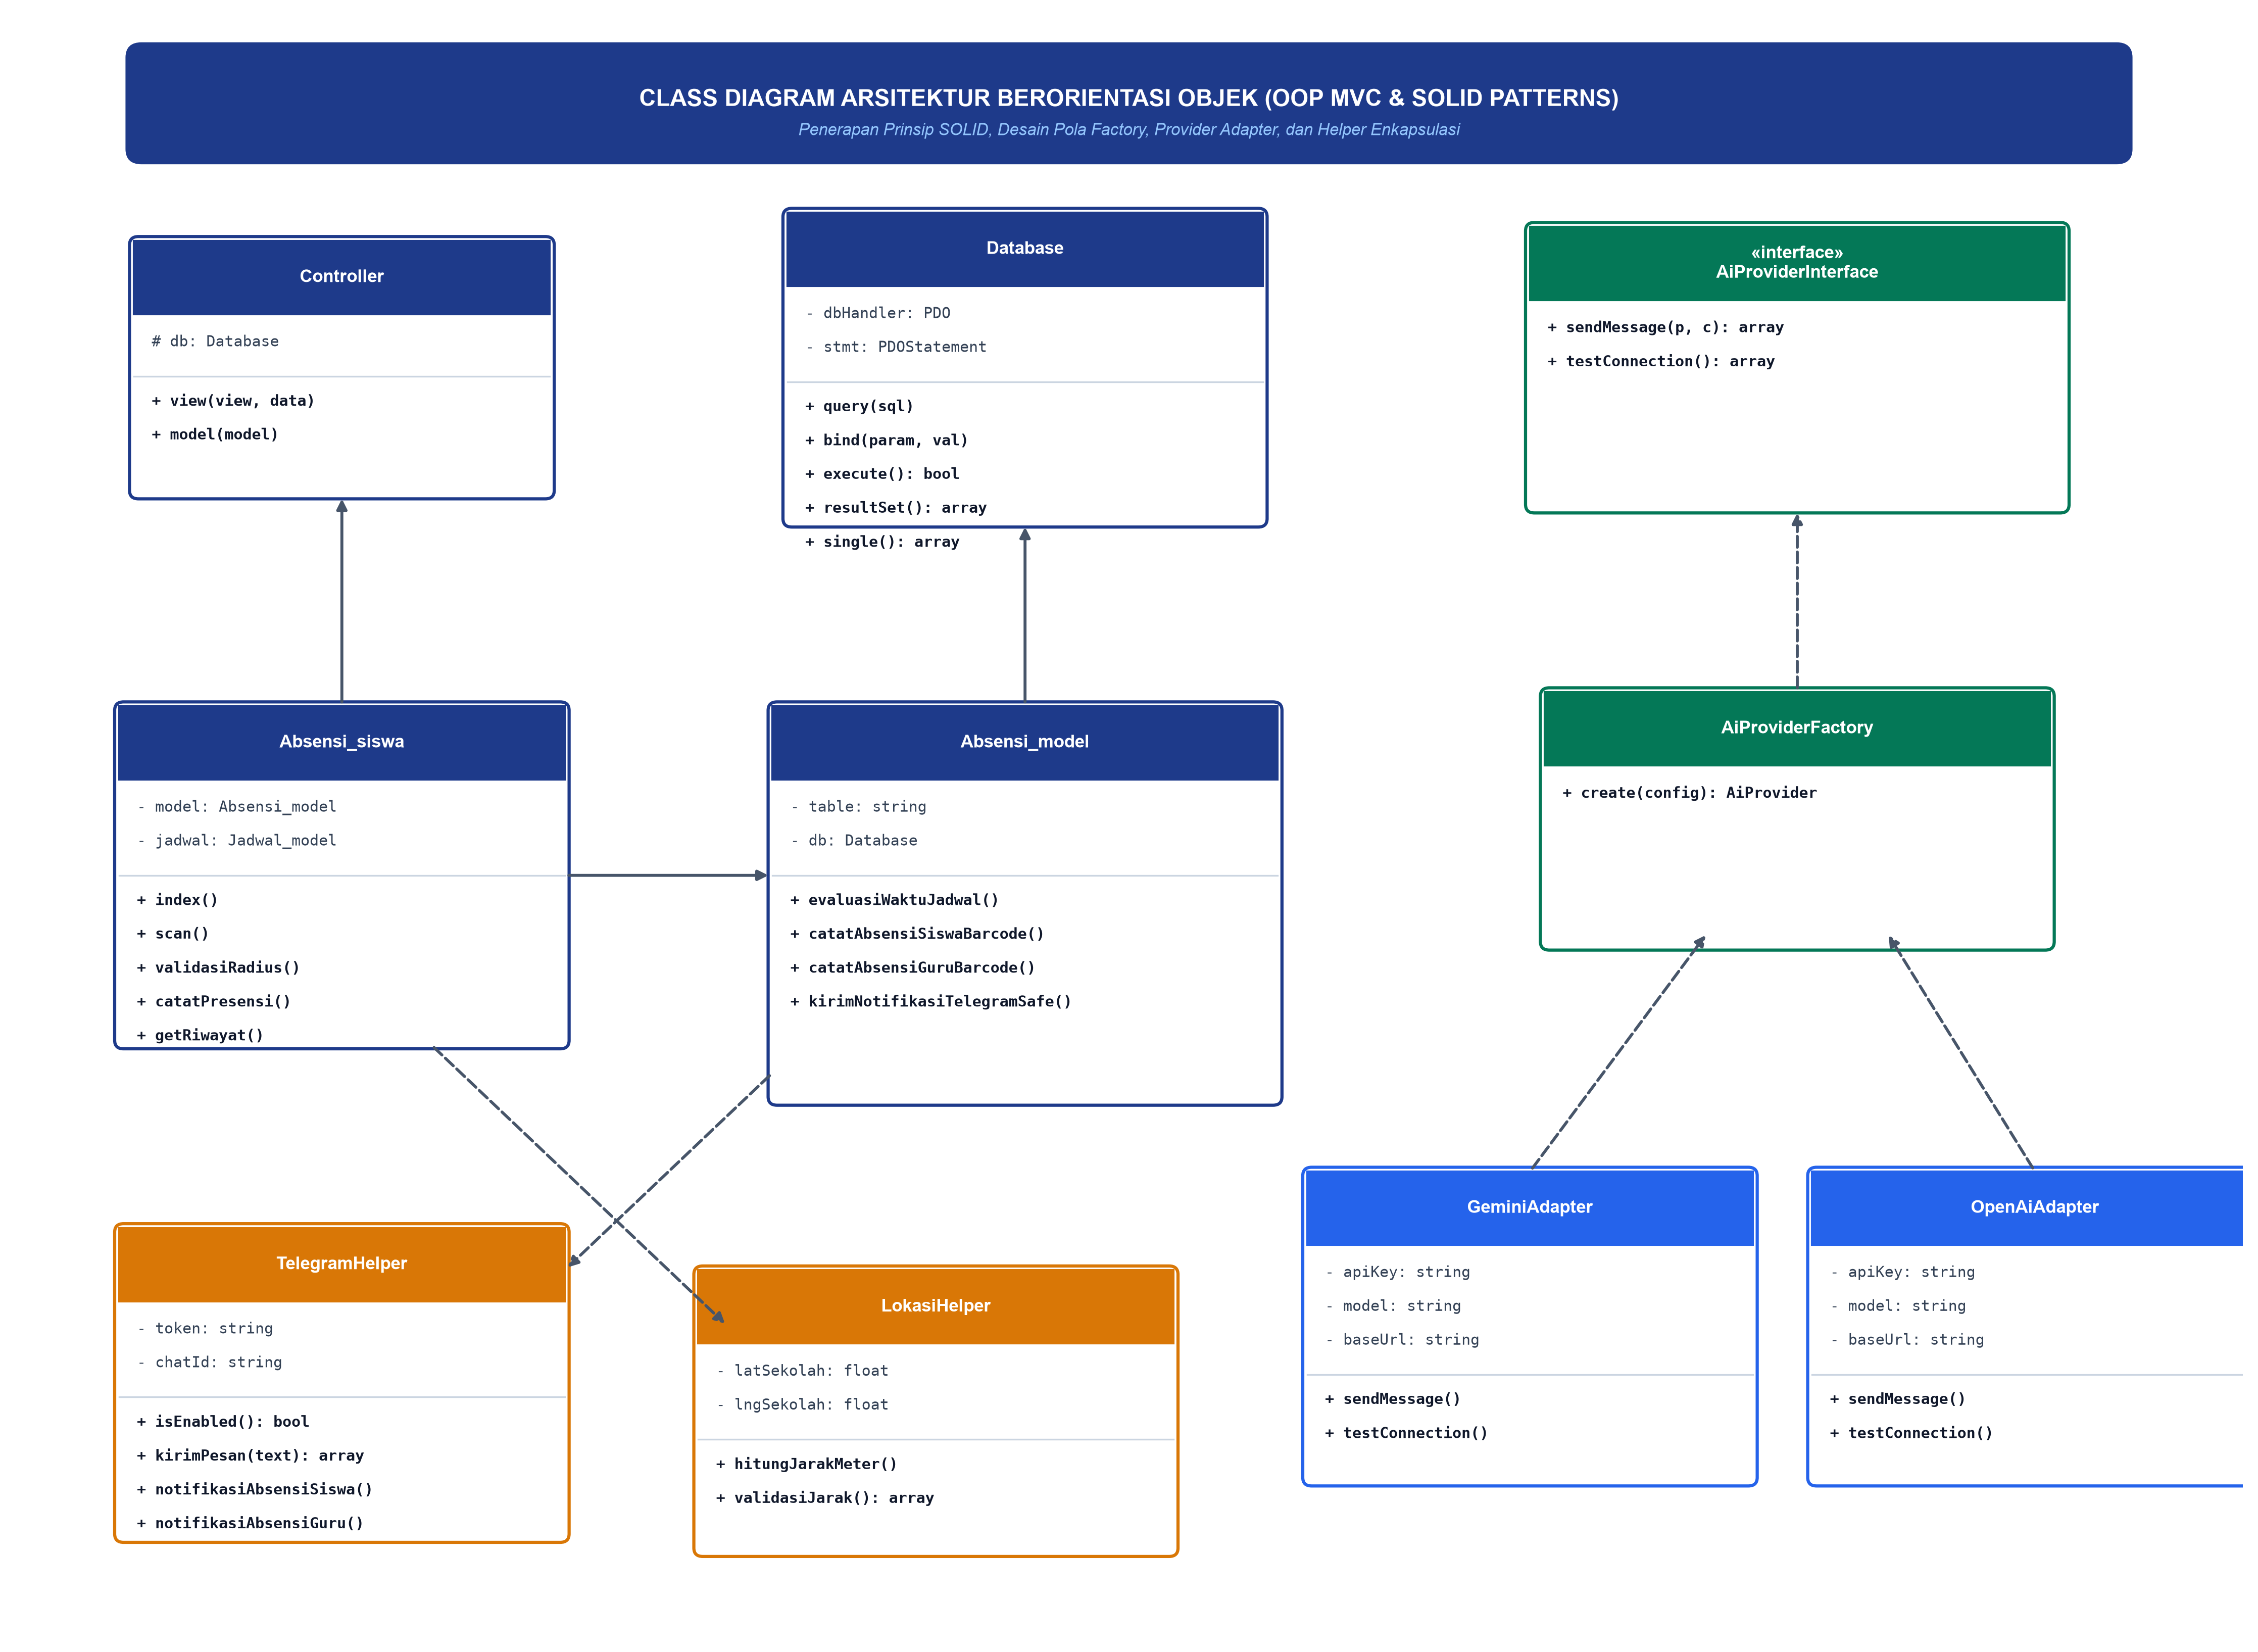 CLASS DIAGRAM ARSITEKTUR BERORIENTASI OBJEK (OOP MVC & SOLID PATTERNS)
Penerapan Prinsip SOLID, Desain Pola Factory, Provider Adapter, dan Helper Enkapsulasi
Controller
# db: Database
+ view(view, data)
+ model(model)
Database
- dbHandler: PDO
- stmt: PDOStatement
+ query(sql)
+ bind(param, val)
+ execute(): bool
+ resultSet(): array
+ single(): array
«interface»
AiProviderInterface
+ sendMessage(p, c): array
+ testConnection(): array
Absensi_siswa
- model: Absensi_model
- jadwal: Jadwal_model
+ index()
+ scan()
+ validasiRadius()
+ catatPresensi()
+ getRiwayat()
Absensi_model
- table: string
- db: Database
+ evaluasiWaktuJadwal()
+ catatAbsensiSiswaBarcode()
+ catatAbsensiGuruBarcode()
+ kirimNotifikasiTelegramSafe()
AiProviderFactory
+ create(config): AiProvider
TelegramHelper
- token: string
- chatId: string
+ isEnabled(): bool
+ kirimPesan(text): array
+ notifikasiAbsensiSiswa()
+ notifikasiAbsensiGuru()
LokasiHelper
- latSekolah: float
- lngSekolah: float
+ hitungJarakMeter()
+ validasiJarak(): array
GeminiAdapter
- apiKey: string
- model: string
- baseUrl: string
+ sendMessage()
+ testConnection()
OpenAiAdapter
- apiKey: string
- model: string
- baseUrl: string
+ sendMessage()
+ testConnection()